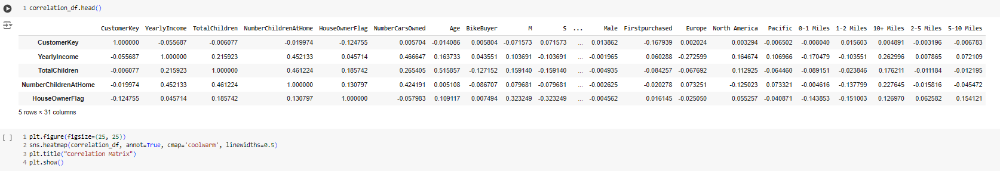 1 correlation_df.head()
CustomerKey YearlyIncome TotalChildren NumberChildrenAtHome HouseOwnerFlag NumberCarsOwned Age BikeBuyer M S ... Male Firstpurchased Europe North America Pacific 0-1 Miles 1-2 Miles 10+ Miles 2-5 Miles 5-10 Miles
CustomerKey 1.000000 -0.055687 -0.006077 -0.019974 -0.124755 0.005704 -0.014086 0.005804 -0.071573 0.071573 ... 0.013862 -0.167939 0.002024 0.003294 -0.006502 -0.008040 0.015603 0.004891 -0.003196 -0.006783
YearlyIncome -0.055687 1.000000 0.215923 0.452133 0.045714 0.466647 0.163733 0.043551 0.103691 -0.103691 ... -0.001965 0.060288 -0.272599 0.164674 0.106966 -0.170479 -0.103551 0.262996 0.007865 0.072109
TotalChildren -0.006077 0.215923 1.000000 0.461224 0.185742 0.265405 0.515857 -0.127152 0.159140 -0.159140 ... -0.004935 -0.084257 -0.067692 0.112925 -0.064460 -0.089151 -0.023846 0.176211 -0.011184 -0.012195
NumberChildrenAtHome -0.019974 0.452133 0.461224 1.000000 0.130797 0.424191 0.005108 -0.086707 0.079681 -0.079681 ... -0.002625 -0.020278 0.073251 -0.125023 0.073321 -0.004616 -0.137799 0.227645 -0.015816 -0.045472
HouseOwnerFlag -0.124755 0.045714 0.185742 0.130797 1.000000 -0.057983 0.109117 0.007494 0.323249 -0.323249 ... -0.004562 0.016145 -0.025050 0.055257 -0.040871 -0.143853 -0.151003 0.126970 0.062582 0.154121
5 rows × 31 columns
[ ] 1 plt.figure(figsize=(25, 25))
2 sns.heatmap(correlation_df, annot=True, cmap='coolwarm', linewidths=0.5)
3 plt.title("Correlation Matrix")
4 plt.show()